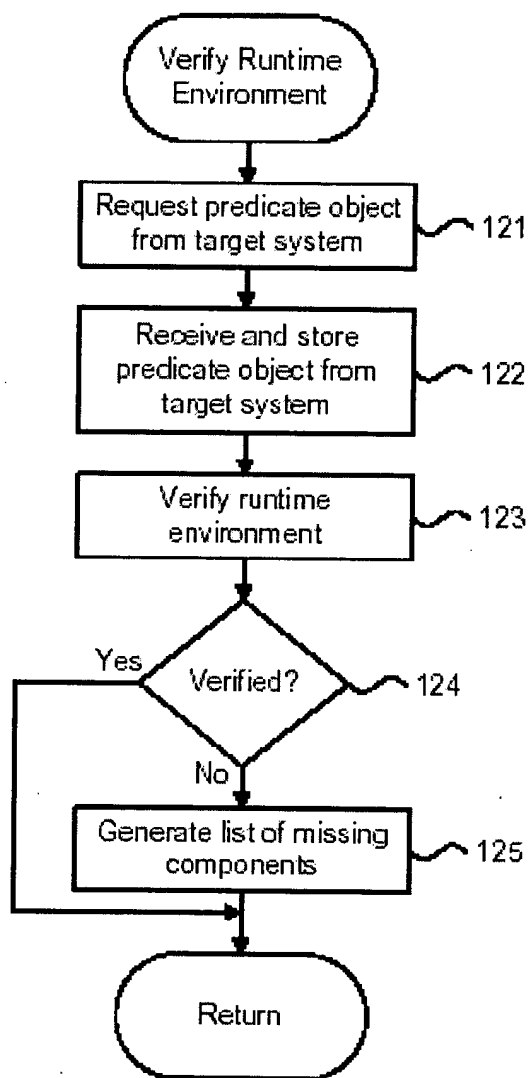 Verify Runtime
Environment
Request predicate object
from target system
121
Receive and store
predicate object from
target system
122
Verify runtime
environment
123
Yes
Verified?
124
No
Generate list of missing
components
125
Return